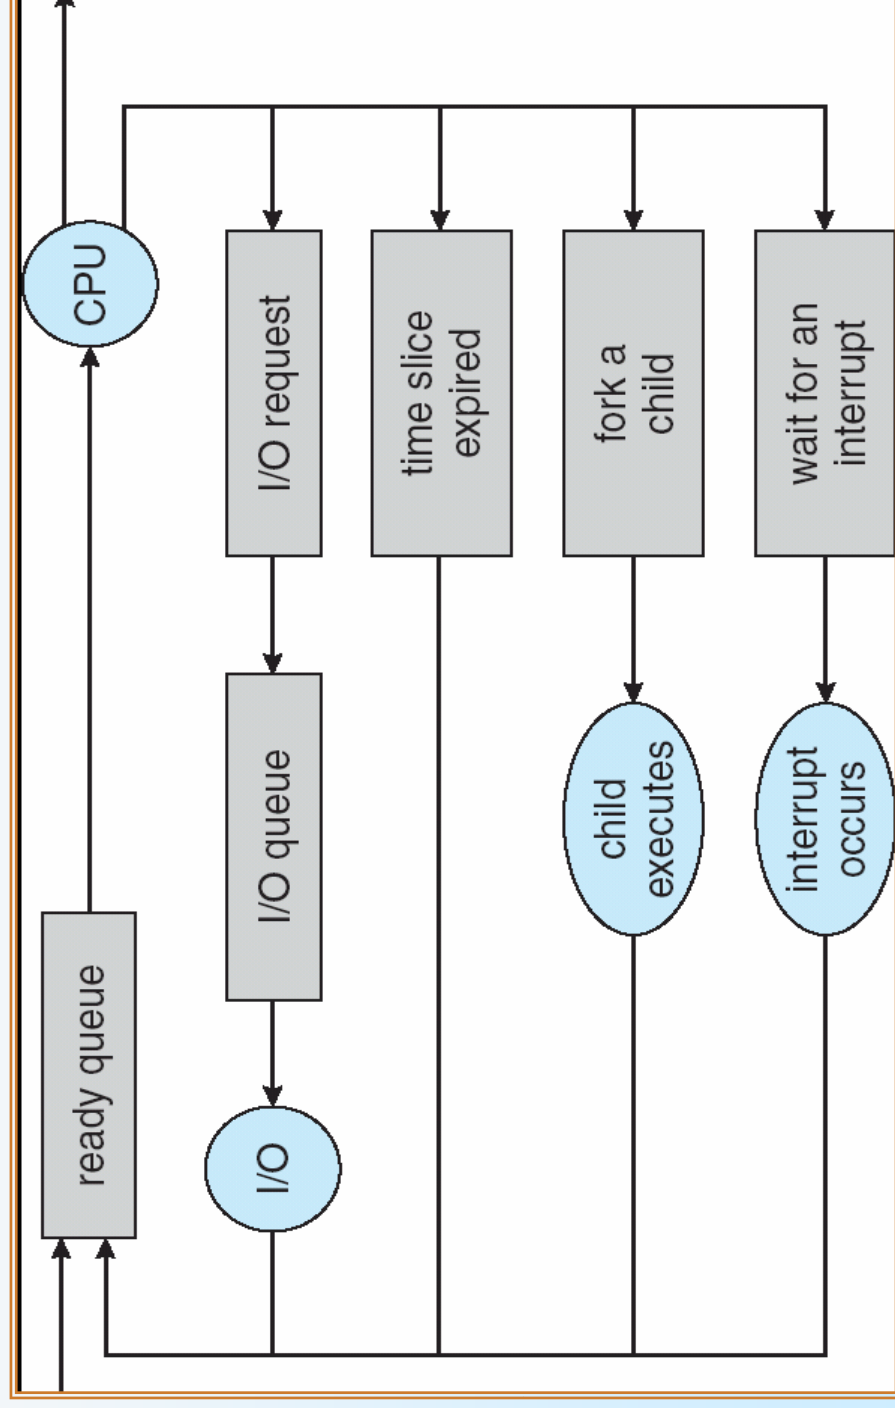 ready queue
CPU
I/O
I/O queue
I/O request
time slice
expired
child
executes
fork a
child
interrupt
occurs
wait for an
interrupt